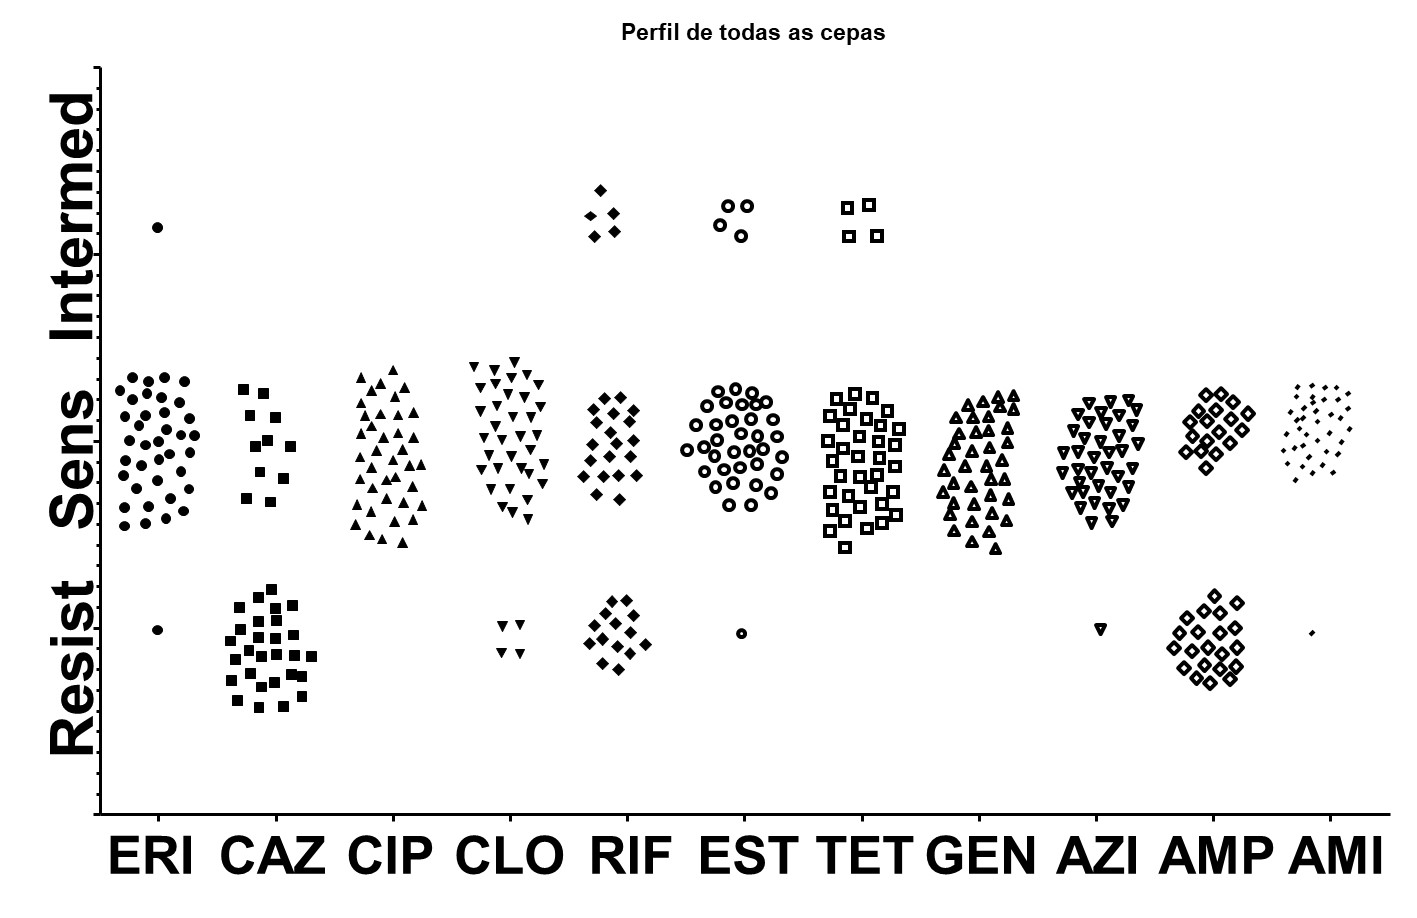 Perfil de todas as cepas
Intermed
Sens
Resist
ERI CAZ CIP CLO RIF EST TET GEN AZI AMP AMI